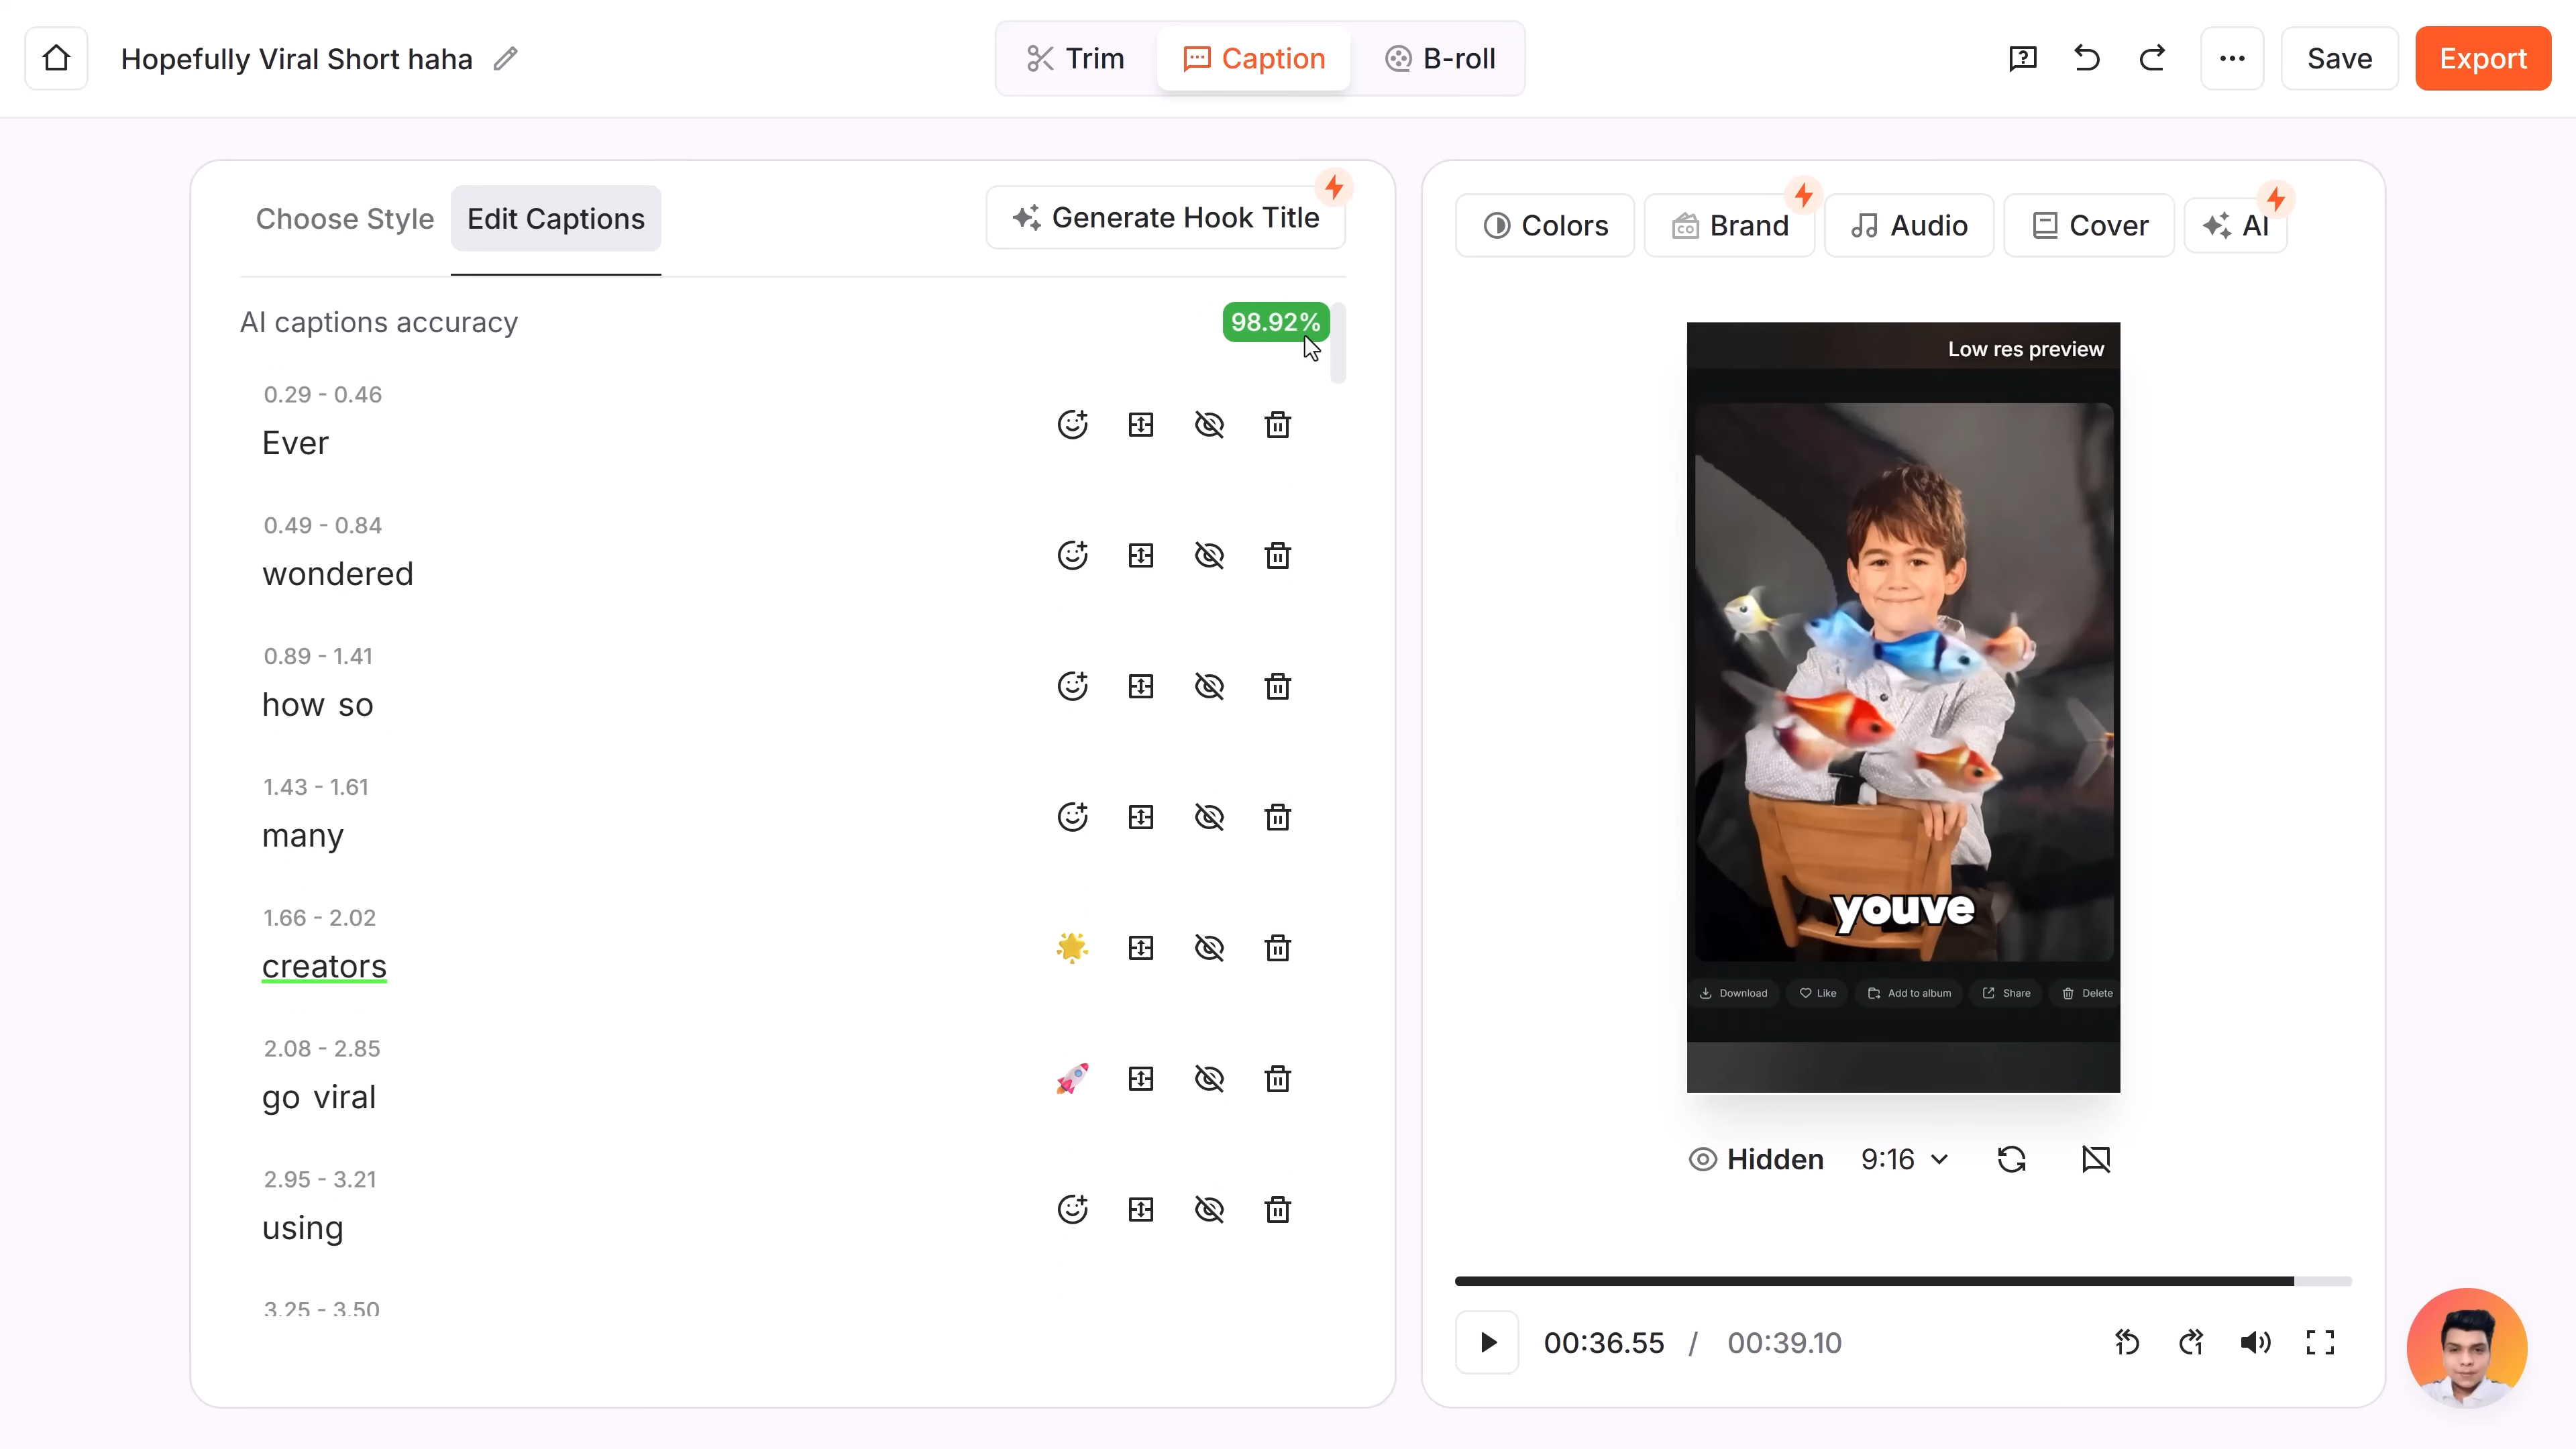 Hopefully Viral Short haha
Trim
Caption
B-roll
Save
Export
Choose Style
Edit Captions
Generate Hook Title
AI captions accuracy
98.92%
0.29 - 0.46
Ever
0.49 - 0.84
wondered
0.89 - 1.41
how so
1.43 - 1.61
many
1.66 - 2.02
creators
2.08 - 2.85
go viral
2.95 - 3.21
using
3.25 - 3.50
Colors
Brand
Audio
Cover
AI
Low res preview
youve
Download
Like
Add to album
Share
Delete
Hidden
9:16
00:36.55 / 00:39.10